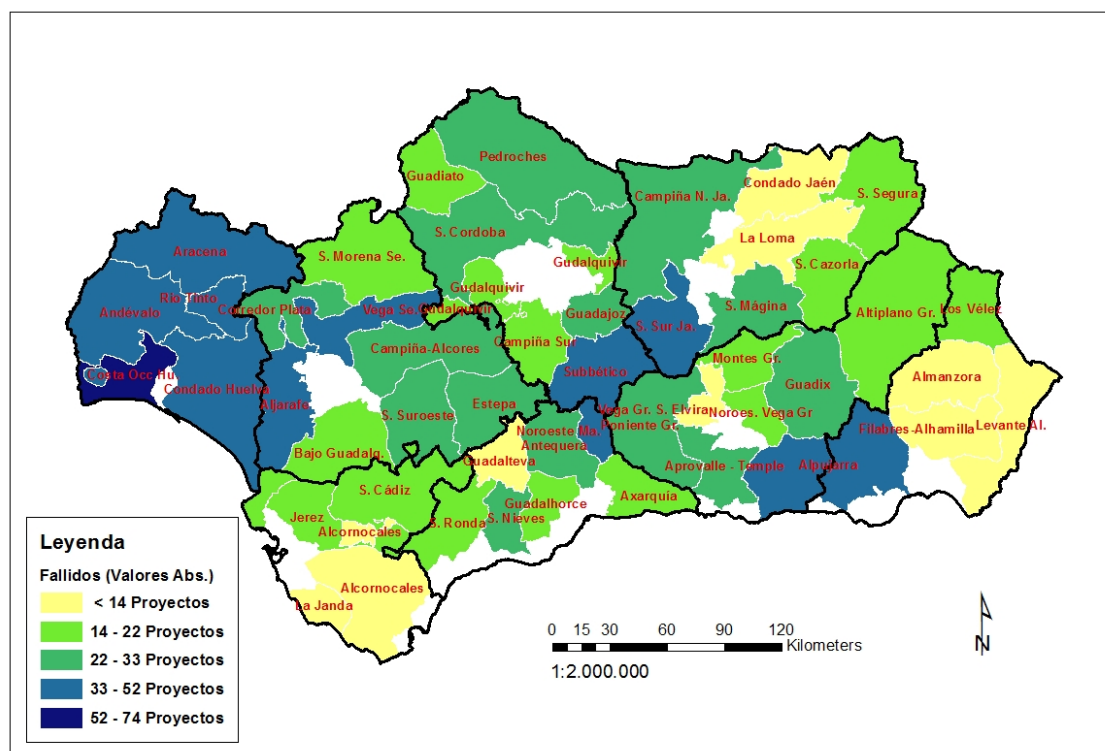 Pedroches
Guadiato
Campiña N. Ja.
Condado Jaén
S. Segura
S. Cordoba
La Loma
Aracena
S. Morena Se.
Gudalquivir
S. Cazorla
Gudalquivir
Rio Tinto
Andévalo
Corredor Plata
Vega Se.
Gudalquivir
Guadajoz
S. Sur Ja.
S. Mágina
Altiplano Gr.
Los Vélez
Campiña Sur
Campiña-Alcores
Montes Gr.
Costa Occ Hu
Condado Huelva
Aljarafe
Subbético
Guadix
Almanzora
S. Suroeste
Estepa
Vega Gr. S. Elvira
Noroes. Vega Gr
Poniente Gr.
Filabres-Alhamilla
Levante Al.
Noroeste Ma.
Antequera
Bajo Guadalq.
Guadalteva
Aprovalle - Temple
Alpujarra
S. Cádiz
Guadalhorce
Axarquía
Jerez
S. Ronda
S. Nieves
Alcornocales
Alcornocales
La Janda
Leyenda
Fallidos (Valores Abs.)
< 14 Proyectos
14 - 22 Proyectos
22 - 33 Proyectos
33 - 52 Proyectos
52 - 74 Proyectos
0 15 30 60 90 120
Kilometers
1:2.000.000
N